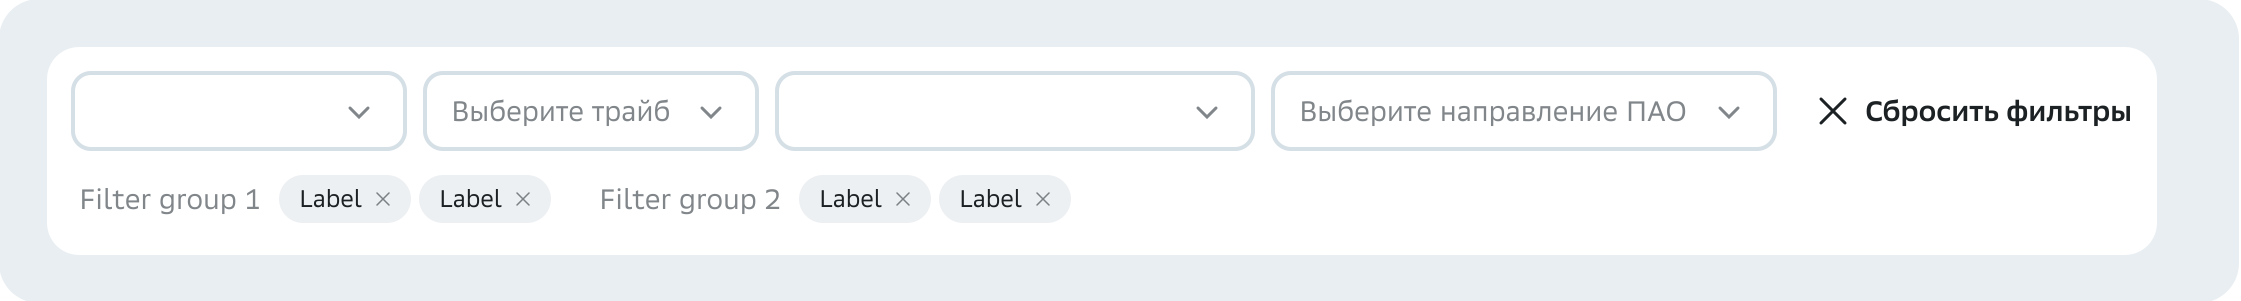 Выберите трайб Выберите направление ПАО Сбросить фильтры
Filter group 1 Label Label Filter group 2 Label Label